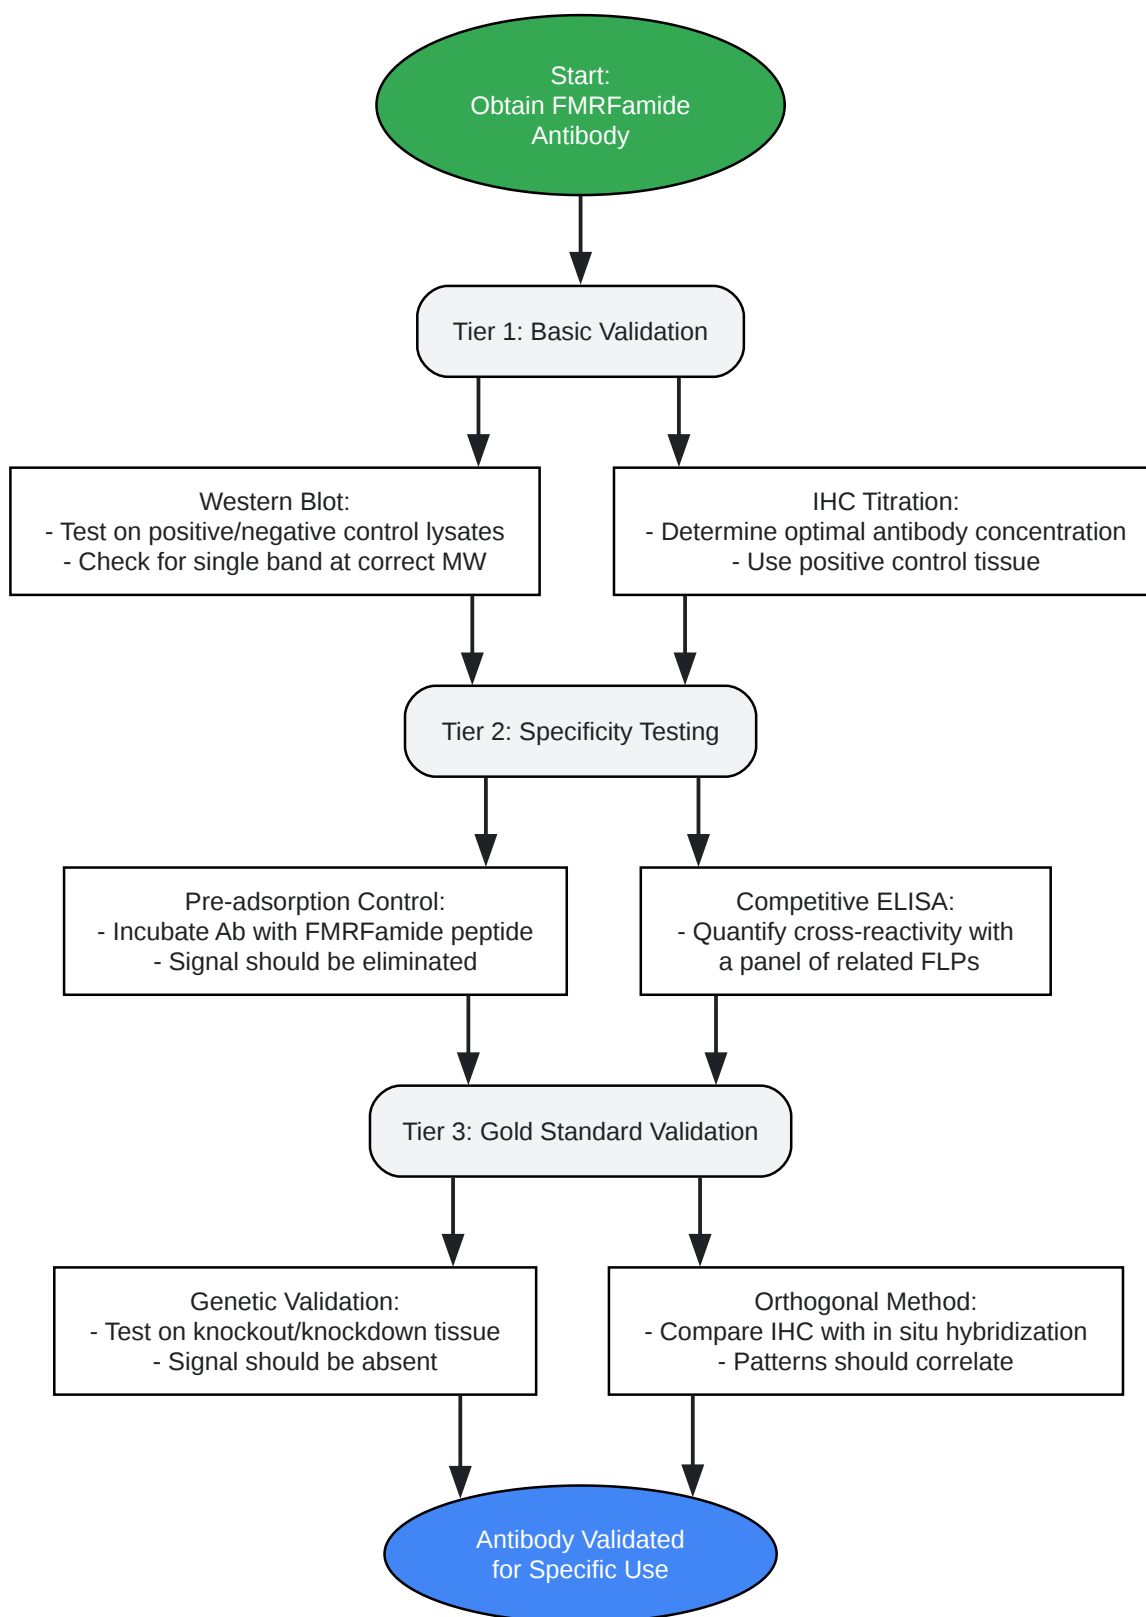 Start:
Obtain FMRFamide
Antibody
Tier 1: Basic Validation
Western Blot:
- Test on positive/negative control lysates
- Check for single band at correct MW
IHC Titration:
- Determine optimal antibody concentration
- Use positive control tissue
Tier 2: Specificity Testing
Pre-adsorption Control:
- Incubate Ab with FMRFamide peptide
- Signal should be eliminated
Competitive ELISA:
- Quantify cross-reactivity with
a panel of related FLPs
Tier 3: Gold Standard Validation
Genetic Validation:
- Test on knockout/knockdown tissue
- Signal should be absent
Orthogonal Method:
- Compare IHC with in situ hybridization
- Patterns should correlate
Antibody Validated
for Specific Use